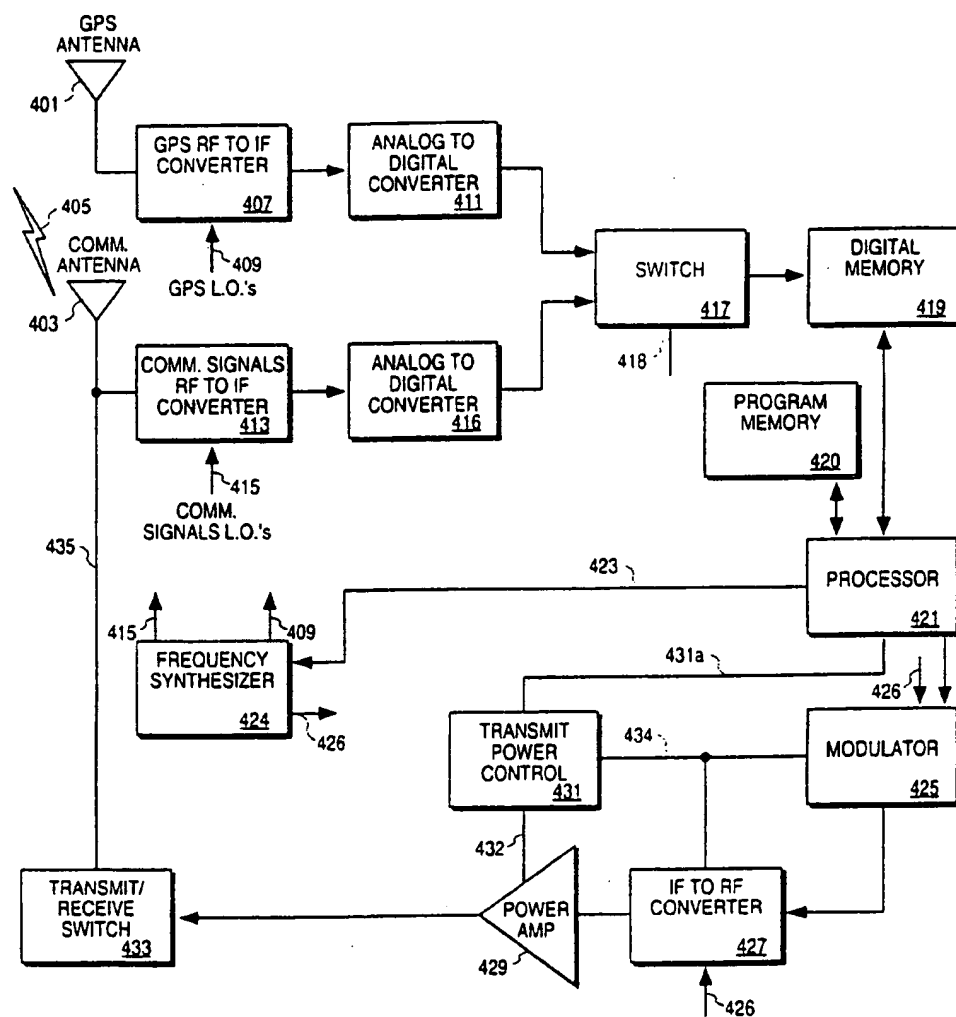 GPS
ANTENNA
401
GPS RF TO IF
CONVERTER
407
ANALOG TO
DIGITAL
CONVERTER
411
405
COMM.
ANTENNA
403
409
GPS L.O.'s
SWITCH
417
418
DIGITAL
MEMORY
419
COMM. SIGNALS
RF TO IF
CONVERTER
413
ANALOG TO
DIGITAL
CONVERTER
416
PROGRAM
MEMORY
420
415
COMM.
SIGNALS L.O.'s
435
423
PROCESSOR
421
415
409
FREQUENCY
SYNTHESIZER
424
426
431a
426
TRANSMIT
POWER
CONTROL
431
434
MODULATOR
425
432
TRANSMIT/
RECEIVE
SWITCH
433
POWER
AMP
429
IF TO RF
CONVERTER
427
426